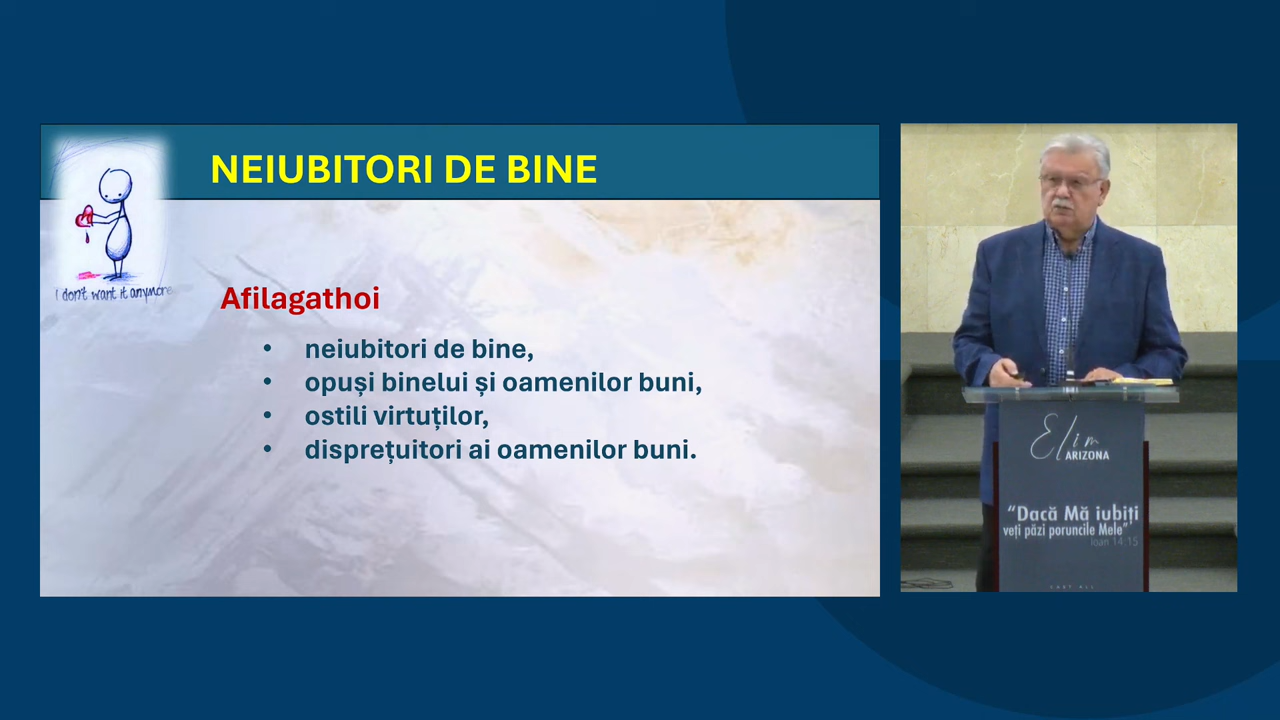 NEIUBITORI DE BINE
I don't want it anymore
Afilagathoi
• neiubitori de bine,
• opuși binelui și oamenilor buni,
• ostili virtuților,
• disprețuitori ai oamenilor buni.
Elim
ARIZONA
“Dacă Mă iubiți
veți păzi poruncile Mele”
Ioan 14:15